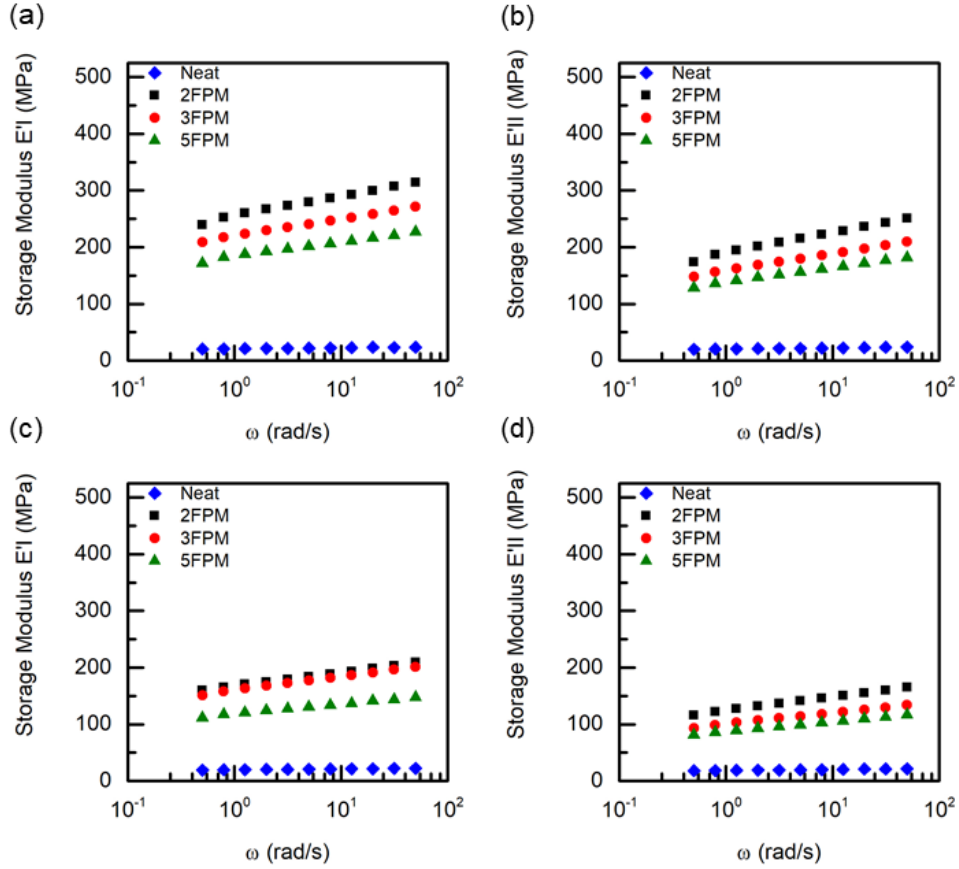 (a)
Storage Modulus E'I (MPa)
500
400
300
200
100
0
Neat
2FPM
3FPM
5FPM
10⁻¹ 10⁰ 10¹ 10²
ω (rad/s)
(b)
Storage Modulus E'II (MPa)
500
400
300
200
100
0
Neat
2FPM
3FPM
5FPM
10⁻¹ 10⁰ 10¹ 10²
ω (rad/s)
(c)
Storage Modulus E'I (MPa)
500
400
300
200
100
0
Neat
2FPM
3FPM
5FPM
10⁻¹ 10⁰ 10¹ 10²
ω (rad/s)
(d)
Storage Modulus E'II (MPa)
500
400
300
200
100
0
Neat
2FPM
3FPM
5FPM
10⁻¹ 10⁰ 10¹ 10²
ω (rad/s)